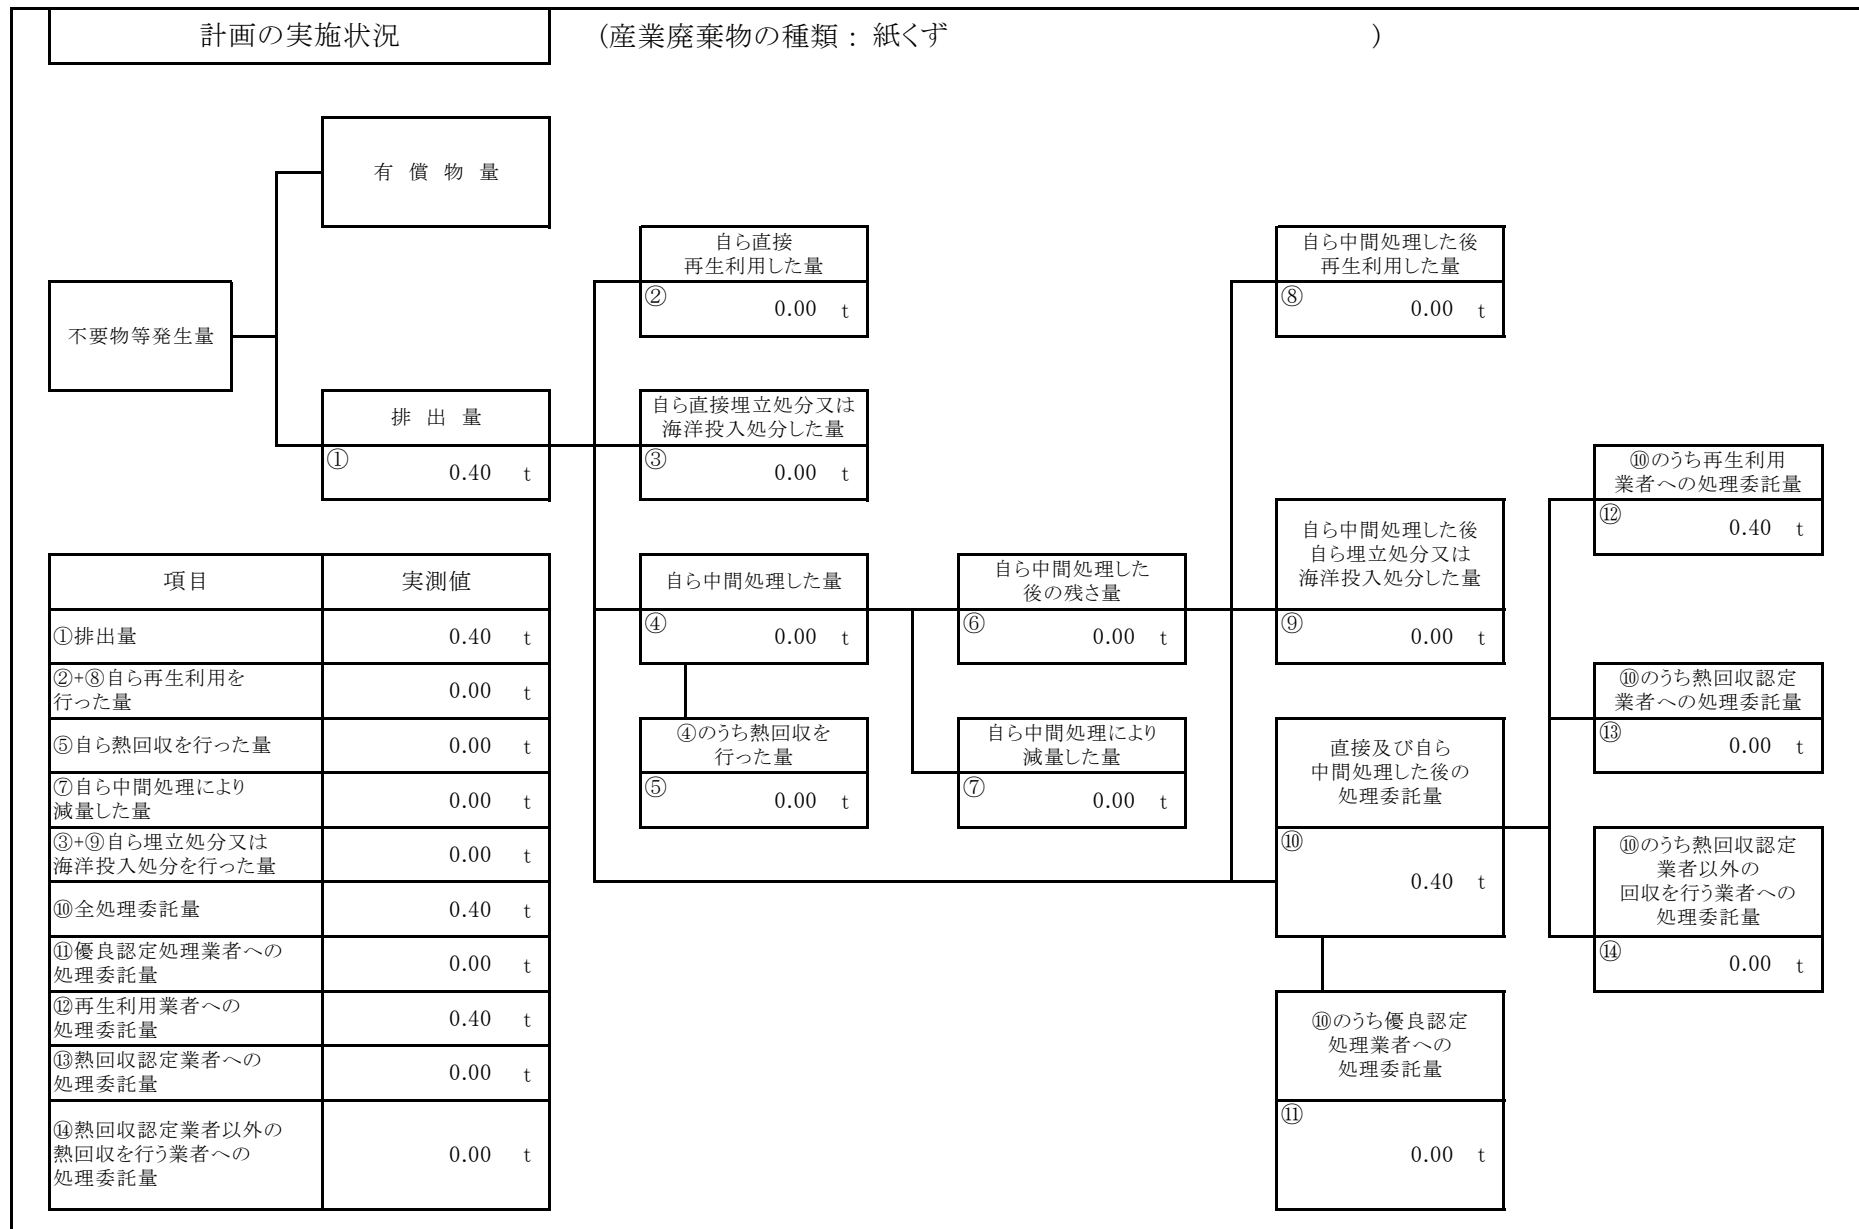 計画の実施状況
(産業廃棄物の種類：紙くず )
有 償 物 量
不要物等発生量
排 出 量
① 0.40 t
自ら直接
再生利用した量
② 0.00 t
自ら直接埋立処分又は
海洋投入処分した量
③ 0.00 t
自ら中間処理した量
④ 0.00 t
④のうち熱回収を
行った量
⑤ 0.00 t
自ら中間処理した
後の残さ量
⑥ 0.00 t
自ら中間処理により
減量した量
⑦ 0.00 t
自ら中間処理した後
再生利用した量
⑧ 0.00 t
自ら中間処理した後
自ら埋立処分又は
海洋投入処分した量
⑨ 0.00 t
直接及び自ら
中間処理した後の
処理委託量
⑩
0.40 t
⑩のうち優良認定
処理業者への
処理委託量
⑪
0.00 t
⑩のうち再生利用
業者への処理委託量
⑫ 0.40 t
⑩のうち熱回収認定
業者への処理委託量
⑬ 0.00 t
⑩のうち熱回収認定
業者以外の
回収を行う業者への
処理委託量
⑭ 0.00 t
項目 実測値
①排出量 0.40 t
②+⑧自ら再生利用を
行った量 0.00 t
⑤自ら熱回収を行った量 0.00 t
⑦自ら中間処理により
減量した量 0.00 t
③+⑨自ら埋立処分又は
海洋投入処分を行った量 0.00 t
⑩全処理委託量 0.40 t
⑪優良認定処理業者への
処理委託量 0.00 t
⑫再生利用業者への
処理委託量 0.40 t
⑬熱回収認定業者への
処理委託量 0.00 t
⑭熱回収認定業者以外の
熱回収を行う業者への
処理委託量 0.00 t